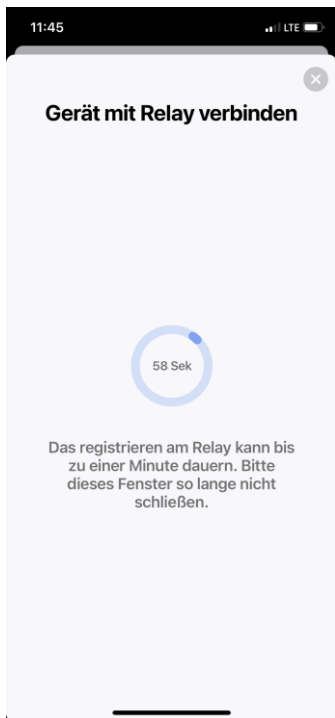 11:45
LTE
Gerät mit Relay verbinden
58 Sek
Das registrieren am Relay kann bis
zu einer Minute dauern. Bitte
dieses Fenster so lange nicht
schließen.